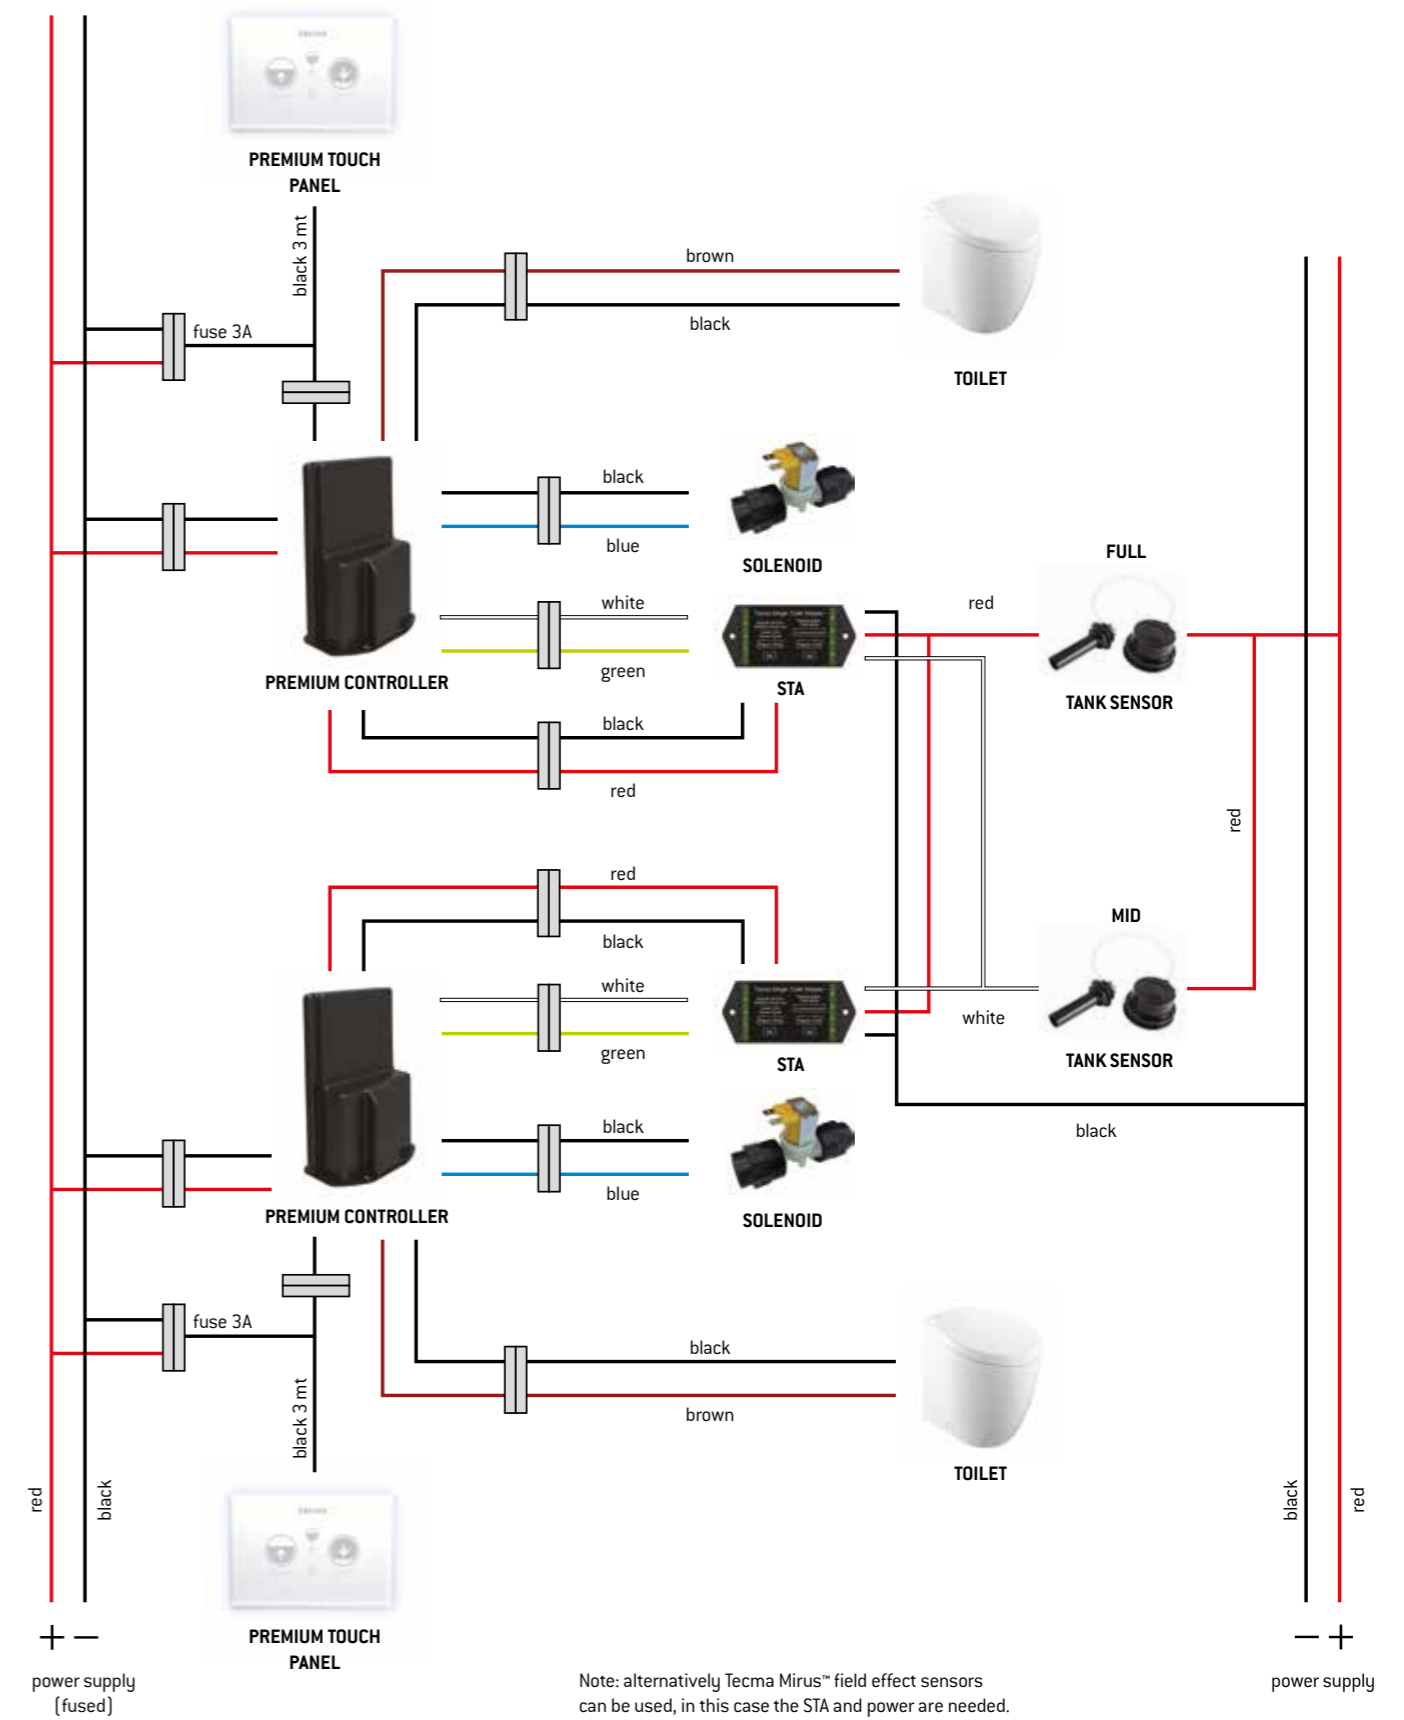 PREMIUM TOUCH
PANEL
black 3 mt
fuse 3A
brown
black
TOILET
black
blue
SOLENOID
white
green
STA
PREMIUM CONTROLLER
black
red
red
FULL
TANK SENSOR
red
red
black
white
green
STA
MID
TANK SENSOR
white
black
black
blue
SOLENOID
PREMIUM CONTROLLER
fuse 3A
black 3 mt
black
brown
TOILET
red
black
black
red
PREMIUM TOUCH
PANEL
+ −
power supply
(fused)
− +
power supply
Note: alternatively Tecma Mirus™ field effect sensors
can be used, in this case the STA and power are needed.